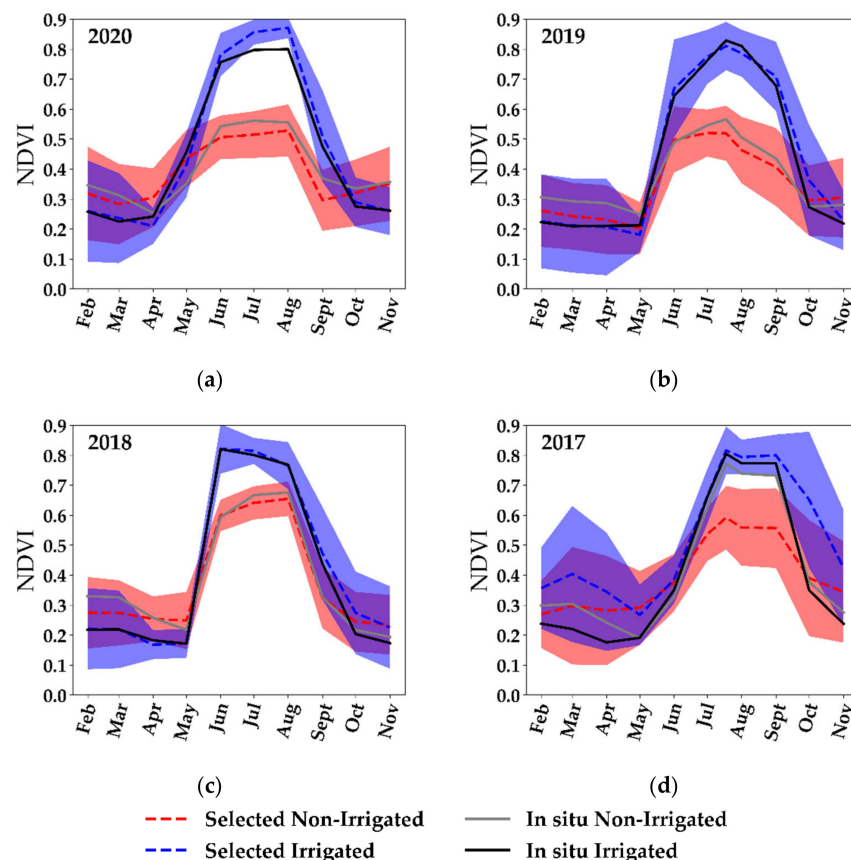 2020
NDVI
0.9
0.8
0.7
0.6
0.5
0.4
0.3
0.2
0.1
0.0
Feb
Mar
Apr
May
Jun
Jul
Aug
Sept
Oct
Nov
(a)
2019
NDVI
0.9
0.8
0.7
0.6
0.5
0.4
0.3
0.2
0.1
0.0
Feb
Mar
Apr
May
Jun
Jul
Aug
Sept
Oct
Nov
(b)
2018
NDVI
0.9
0.8
0.7
0.6
0.5
0.4
0.3
0.2
0.1
0.0
Feb
Mar
Apr
May
Jun
Jul
Aug
Sept
Oct
Nov
(c)
2017
NDVI
0.9
0.8
0.7
0.6
0.5
0.4
0.3
0.2
0.1
0.0
Feb
Mar
Apr
May
Jun
Jul
Aug
Sept
Oct
Nov
(d)
Selected Non-Irrigated
In situ Non-Irrigated
Selected Irrigated
In situ Irrigated